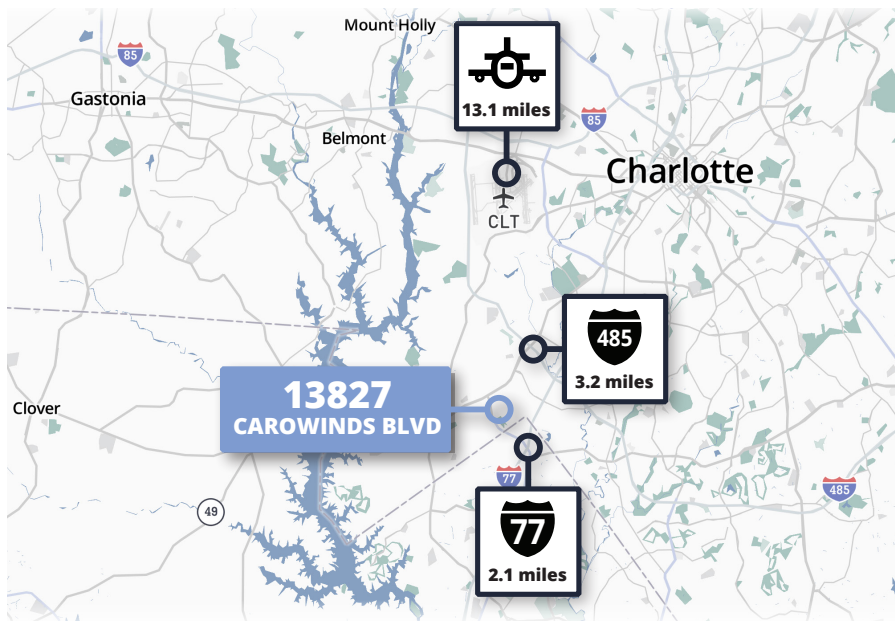 Mount Holly
85
Gastonia
13.1 miles
85
Belmont
Charlotte
CLT
485
3.2 miles
13827
CAROWINDS BLVD
Clover
77
485
49
77
2.1 miles